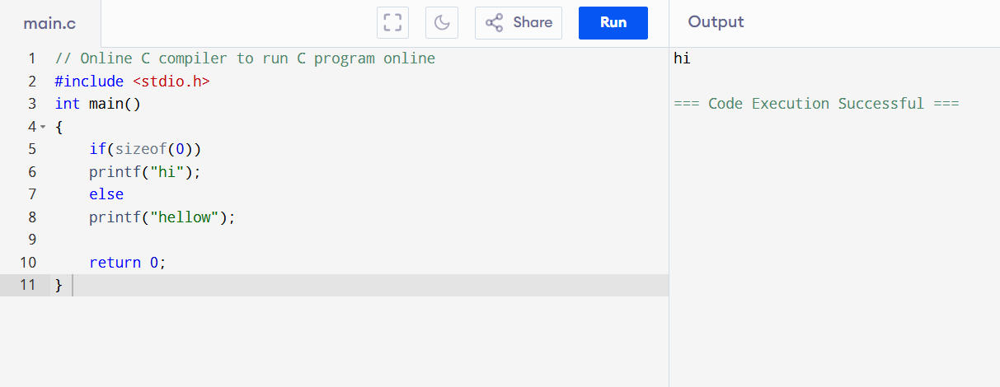 main.c
Share
Run
Output
1 // Online C compiler to run C program online
2 #include <stdio.h>
3 int main()
4 {
5     if(sizeof(0))
6     printf("hi");
7     else
8     printf("hellow");
9
10     return 0;
11 }
hi
=== Code Execution Successful ===